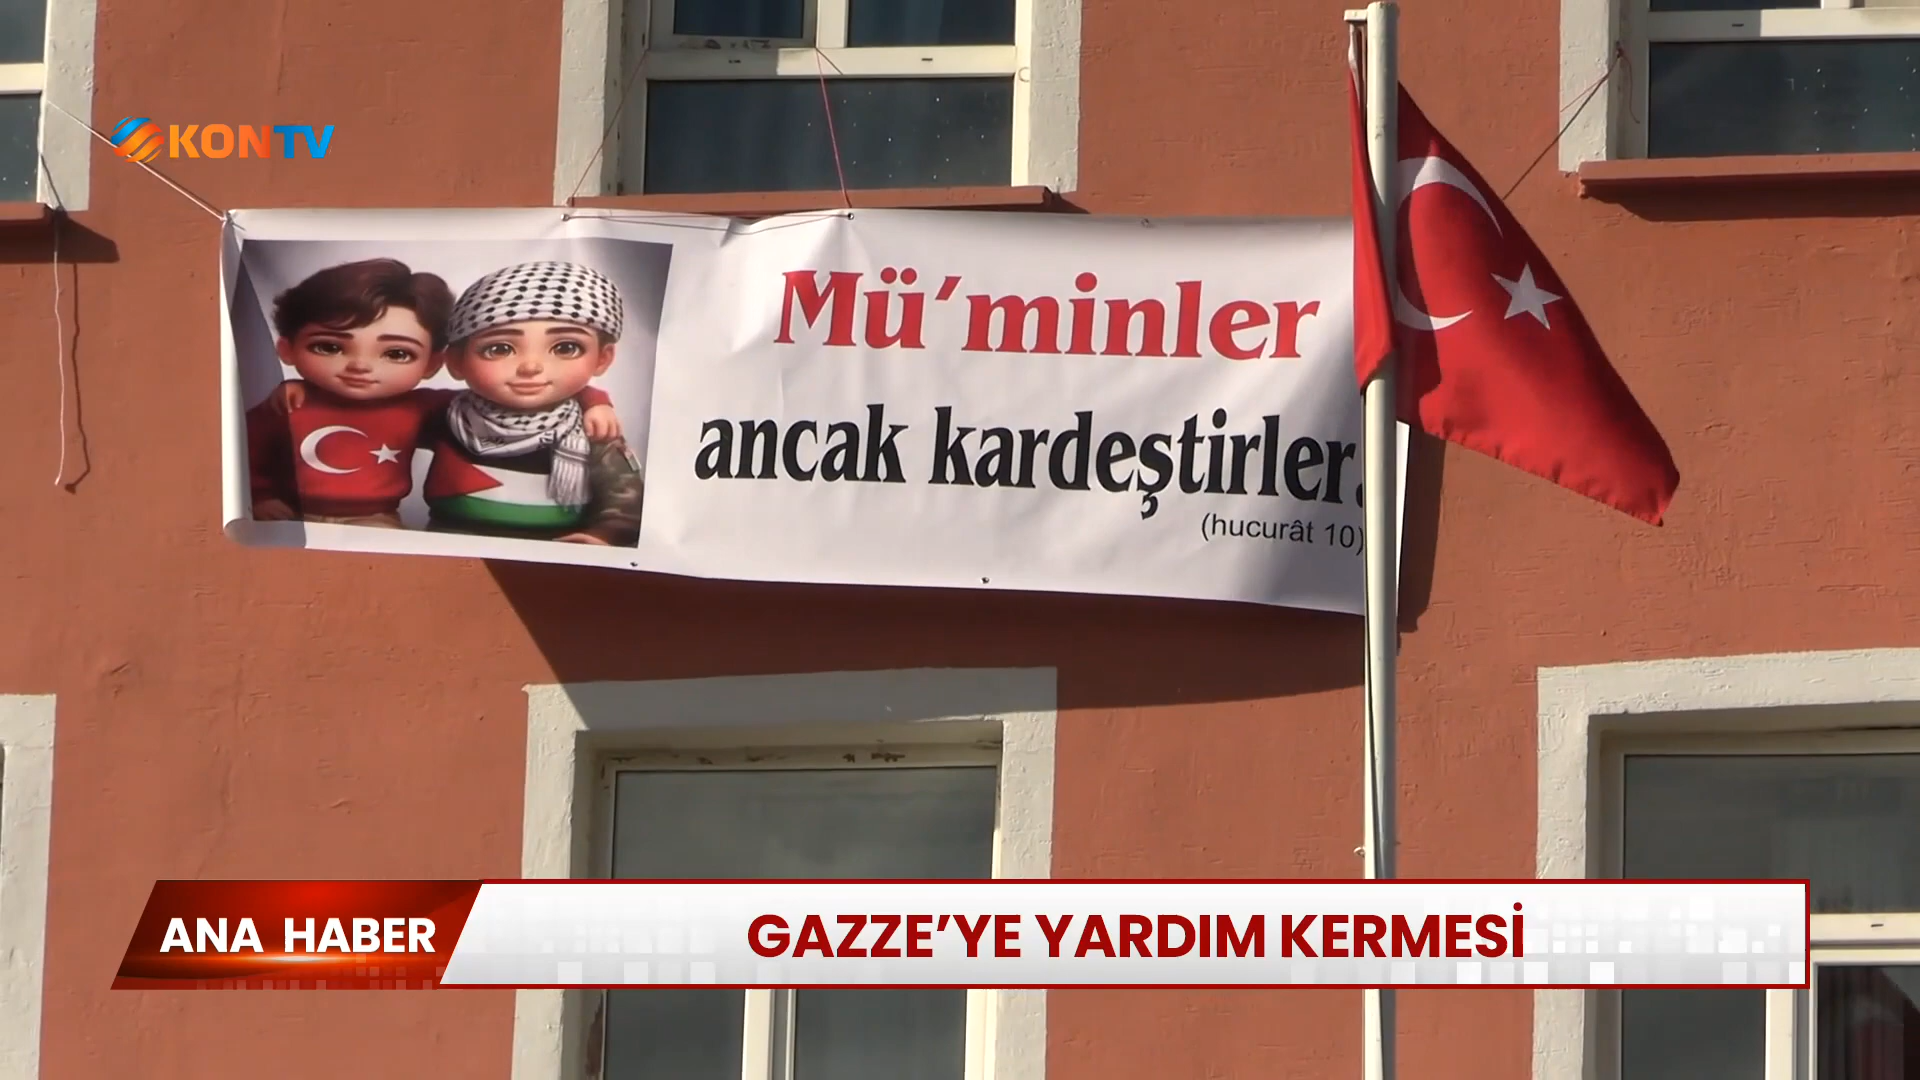 KONTV
Mü'minler
ancak kardeştirler.
(hucurât 10)
ANA HABER
GAZZE'YE YARDIM KERMESİ